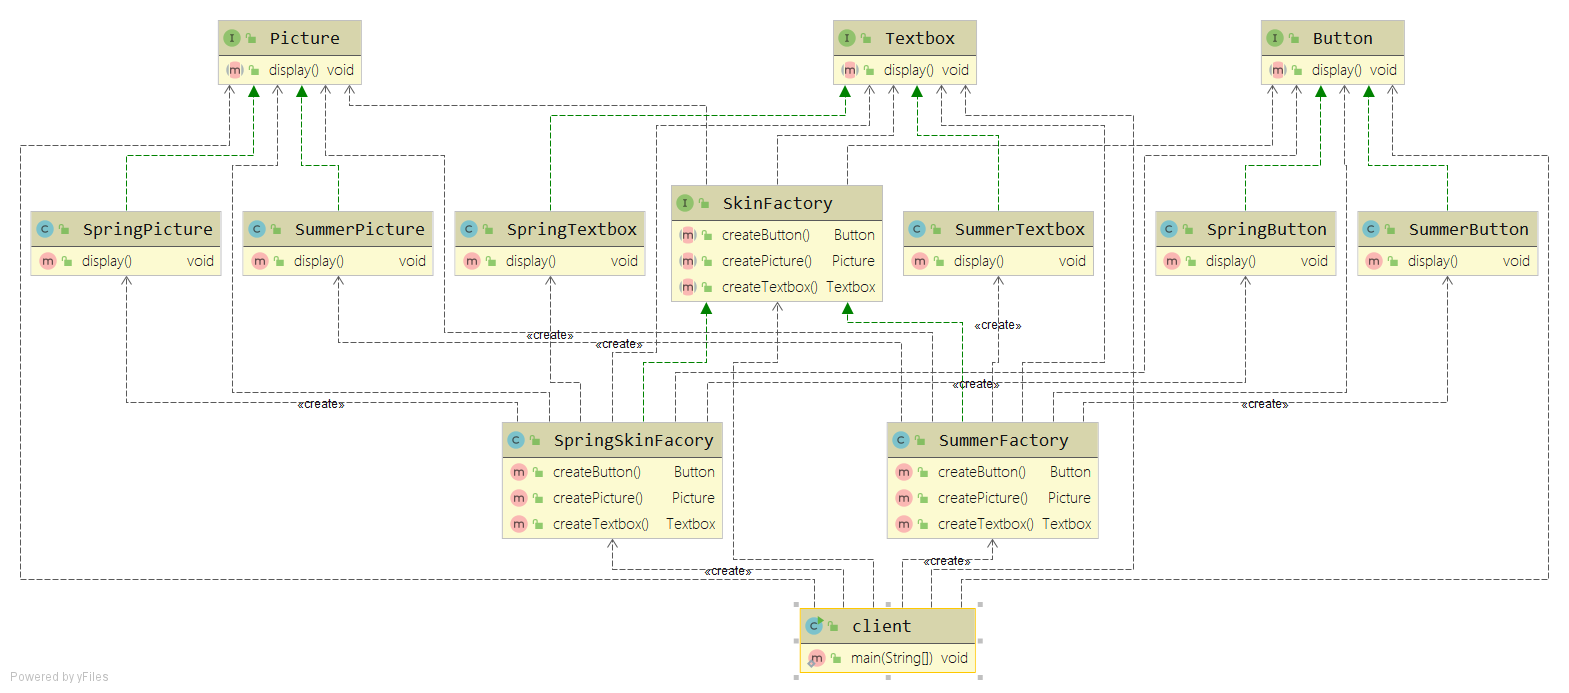 Picture
display() void
Textbox
display() void
Button
display() void
SpringPicture
display() void
SummerPicture
display() void
SpringTextbox
display() void
SkinFactory
createButton() Button
createPicture() Picture
createTextbox() Textbox
SummerTextbox
display() void
SpringButton
display() void
SummerButton
display() void
«create»
«create»
«create»
«create»
«create»
«create»
SpringSkinFacory
createButton() Button
createPicture() Picture
createTextbox() Textbox
SummerFactory
createButton() Button
createPicture() Picture
createTextbox() Textbox
«create»
«create»
client
main(String[]) void
Powered by yFiles